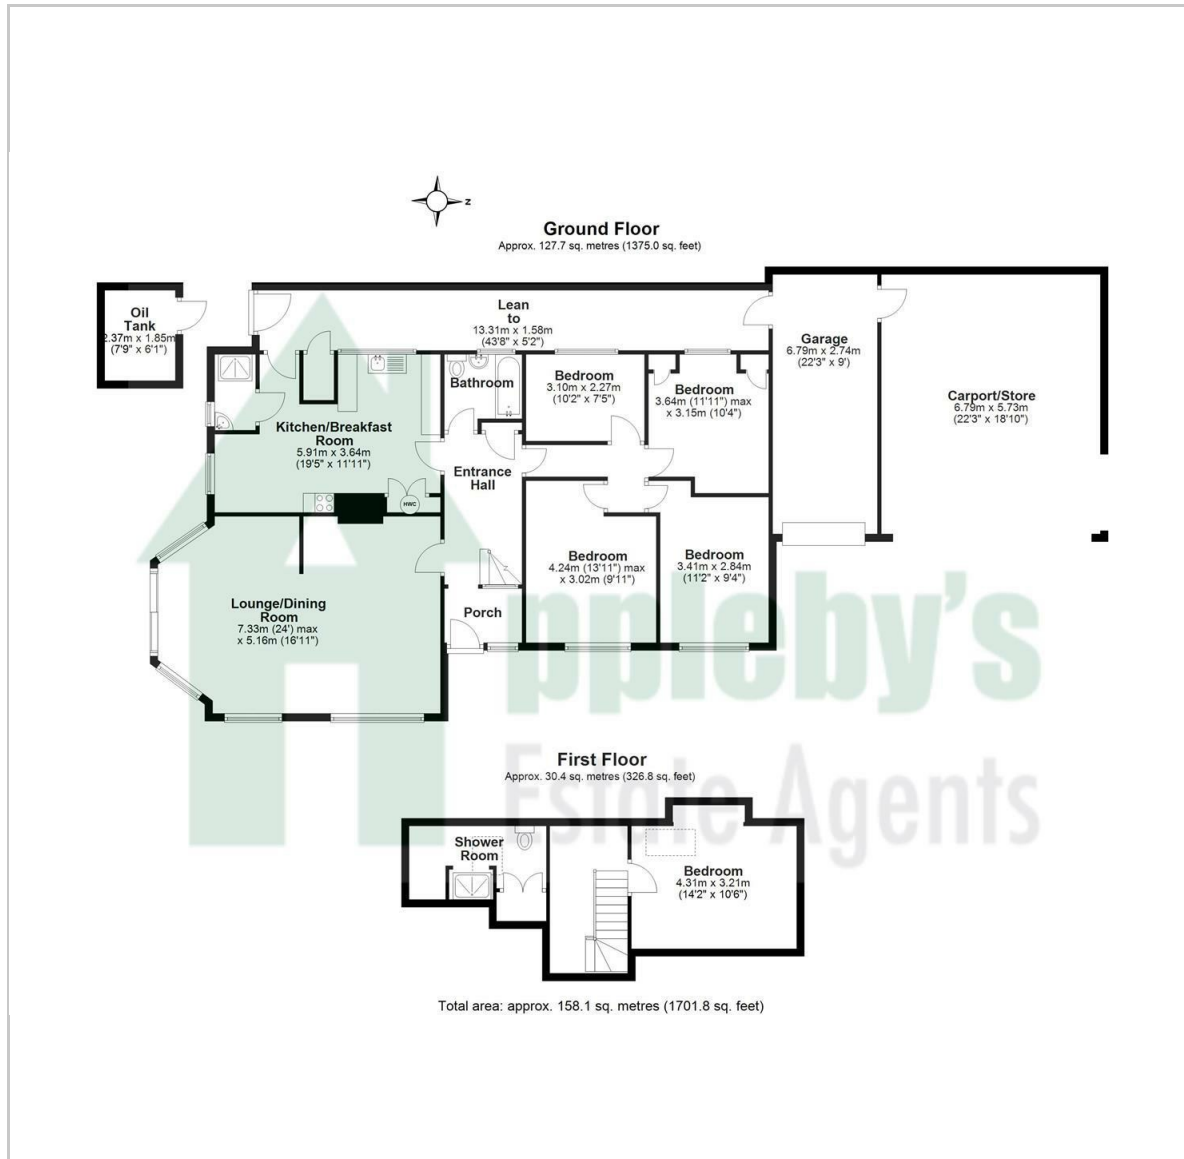 z
Ground Floor
Approx. 127.7 sq. metres (1375.0 sq. feet)
Oil
Tank
2.37m x 1.85m
(7'9" x 6'1")
Lean
to
13.31m x 1.58m
(43'8" x 5'2")
Garage
6.79m x 2.74m
(22'3" x 9')
Carport/Store
6.79m x 5.73m
(22'3" x 18'10")
Bathroom
Bedroom
3.10m x 2.27m
(10'2" x 7'5")
Bedroom
3.64m (11'11") max
x 3.15m (10'4")
Kitchen/Breakfast
Room
5.91m x 3.64m
(19'5" x 11'11")
Entrance
Hall
HWC
Bedroom
4.24m (13'11") max
x 3.02m (9'11")
Bedroom
3.41m x 2.84m
(11'2" x 9'4")
Lounge/Dining
Room
7.33m (24') max
x 5.16m (16'11")
Porch
Appleby's
Estate Agents
First Floor
Approx. 30.4 sq. metres (326.8 sq. feet)
Shower
Room
Bedroom
4.31m x 3.21m
(14'2" x 10'6")
Total area: approx. 158.1 sq. metres (1701.8 sq. feet)